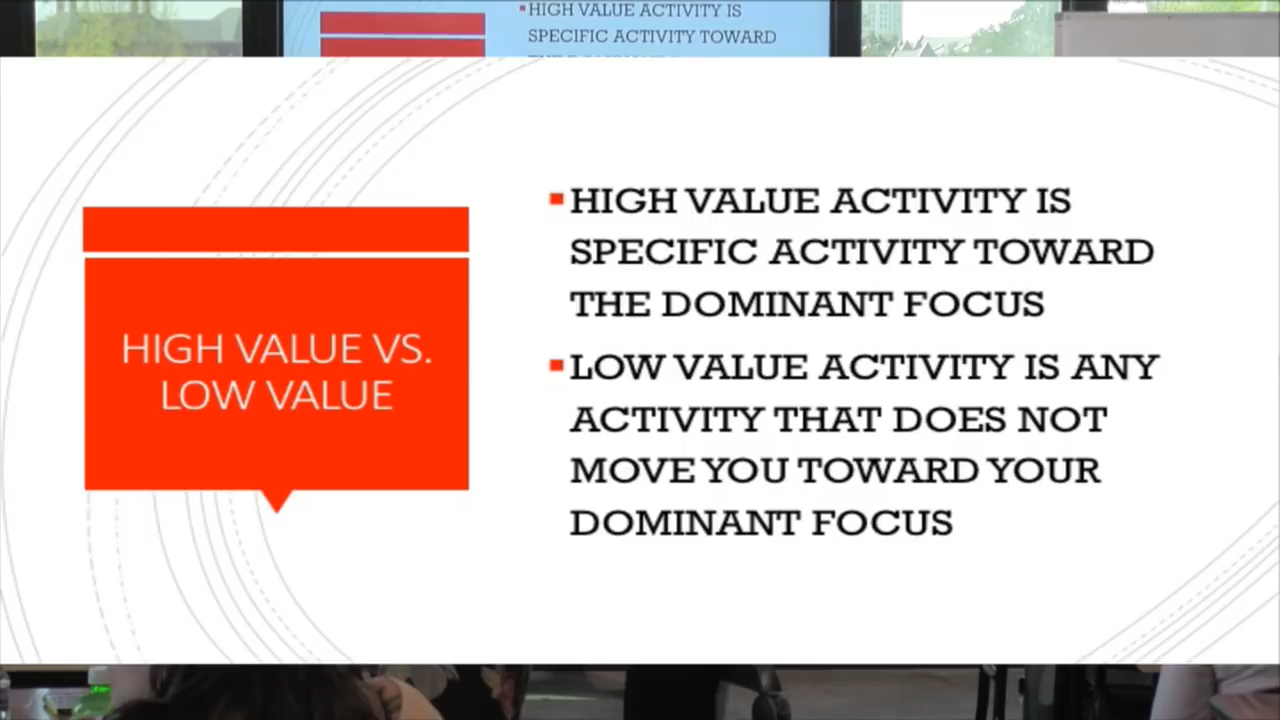 HIGH VALUE ACTIVITY IS
SPECIFIC ACTIVITY TOWARD
HIGH VALUE VS.
LOW VALUE
HIGH VALUE ACTIVITY IS
SPECIFIC ACTIVITY TOWARD
THE DOMINANT FOCUS
LOW VALUE ACTIVITY IS ANY
ACTIVITY THAT DOES NOT
MOVE YOU TOWARD YOUR
DOMINANT FOCUS